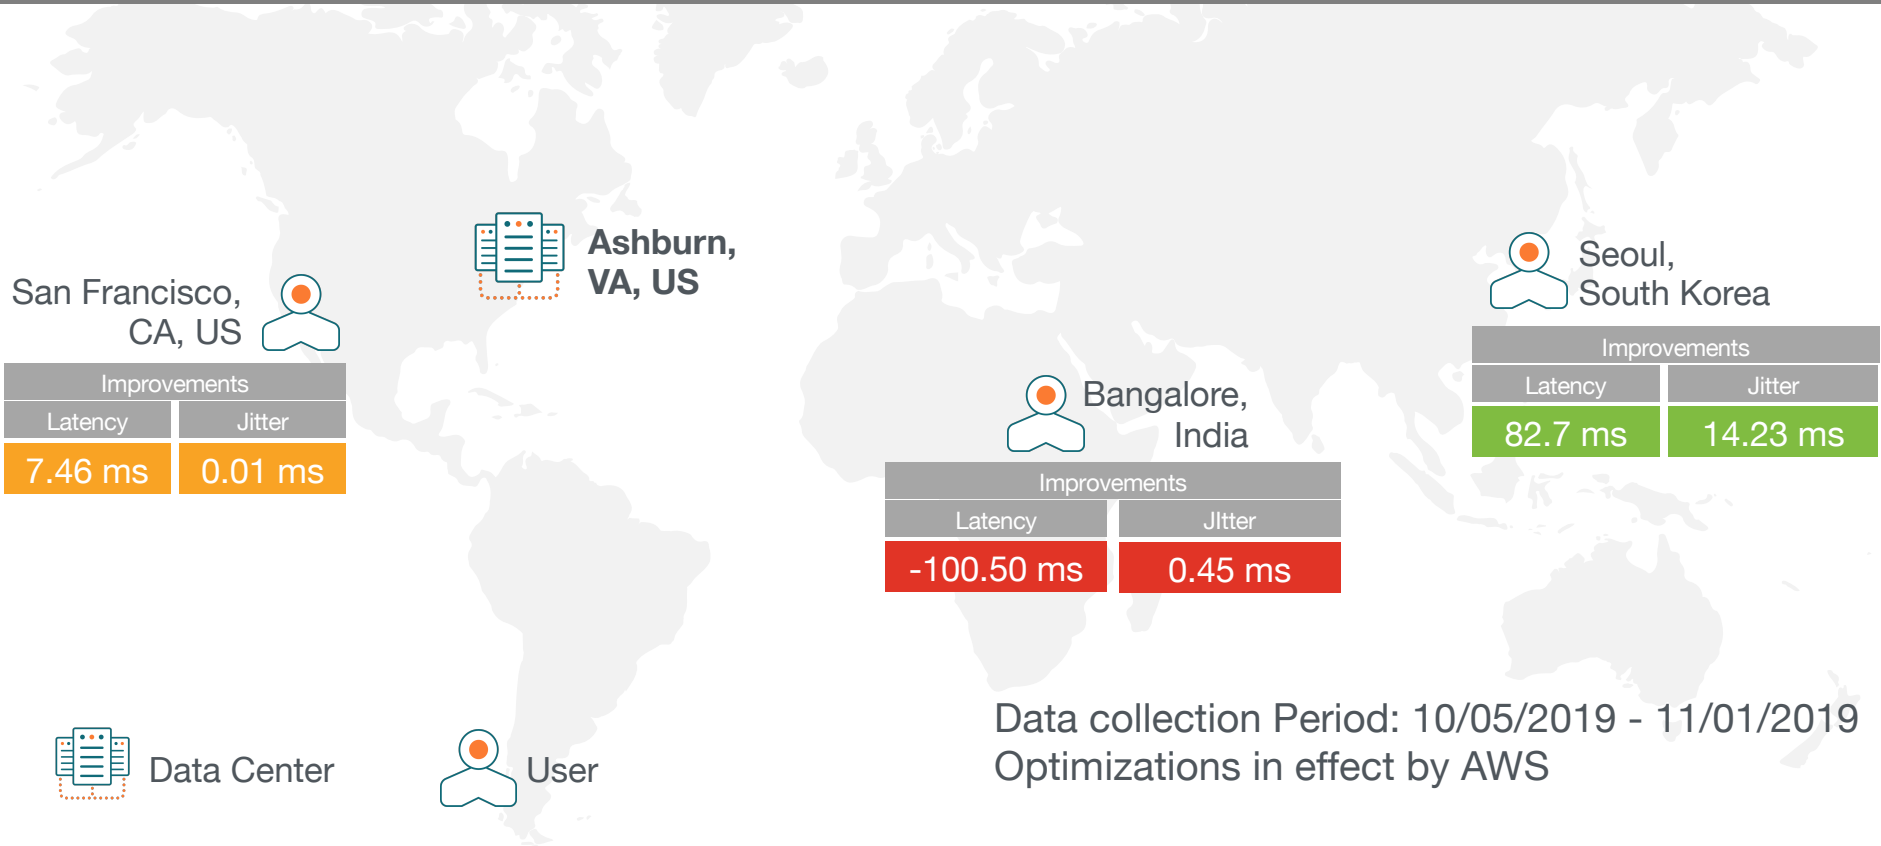 Ashburn,
VA, US
San Francisco,
CA, US
Improvements
Latency Jitter
7.46 ms 0.01 ms
Bangalore,
India
Improvements
Latency JItter
-100.50 ms 0.45 ms
Seoul,
South Korea
Improvements
Latency Jitter
82.7 ms 14.23 ms
Data Center
User
Data collection Period: 10/05/2019 - 11/01/2019
Optimizations in effect by AWS